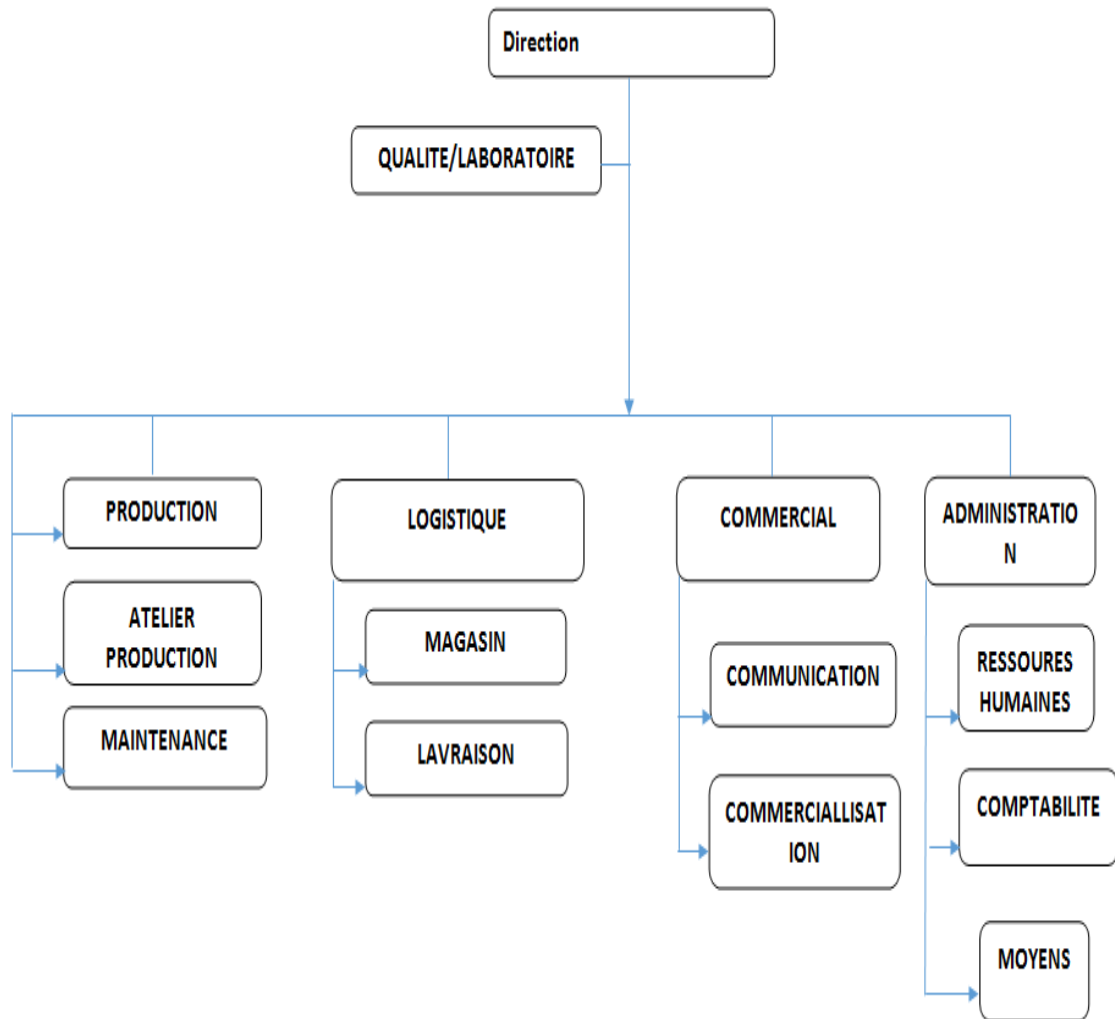 Direction
QUALITE/LABORATOIRE
PRODUCTION
ATELIER
PRODUCTION
MAINTENANCE
LOGISTIQUE
MAGASIN
LAVRAISON
COMMERCIAL
COMMUNICATION
COMMERCIALLISAT
ION
ADMINISTRATIO
N
RESSOURES
HUMAINES
COMPTABILITE
MOYENS